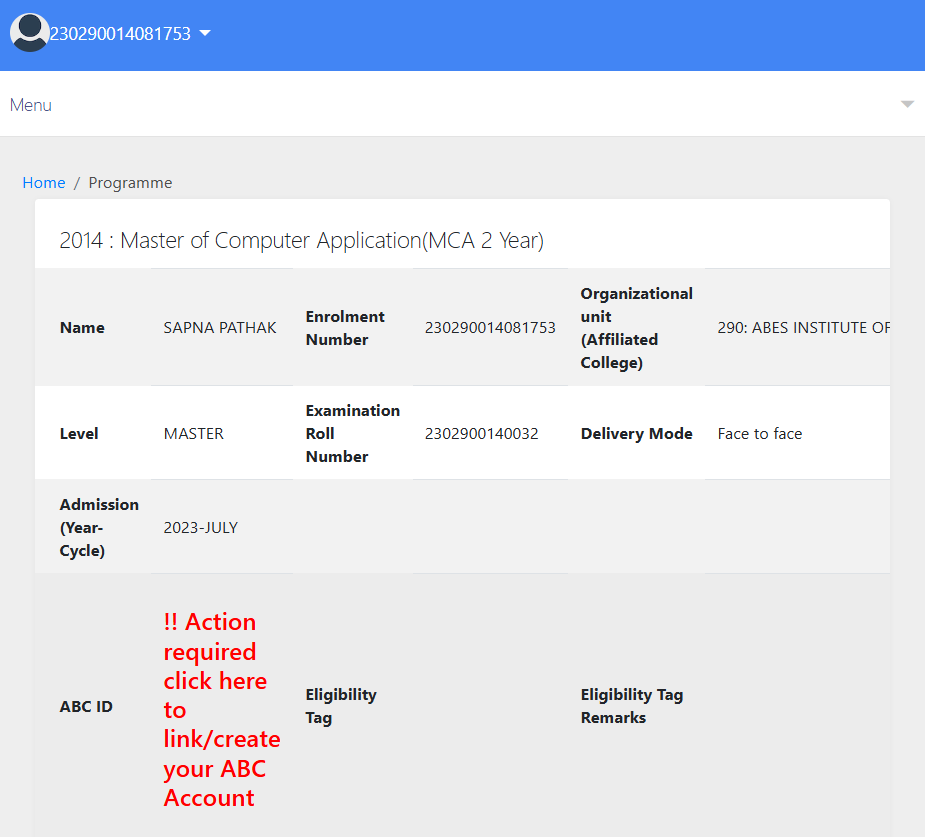 230290014081753
Menu
Home / Programme
2014 : Master of Computer Application(MCA 2 Year)
Name
SAPNA PATHAK
Enrolment
Number
230290014081753
Organizational
unit
(Affiliated
College)
290: ABES INSTITUTE OF
Level
MASTER
Examination
Roll
Number
2302900140032
Delivery Mode
Face to face
Admission
(Year-
Cycle)
2023-JULY
ABC ID
!! Action
required
click here
to
link/create
your ABC
Account
Eligibility
Tag
Eligibility Tag
Remarks